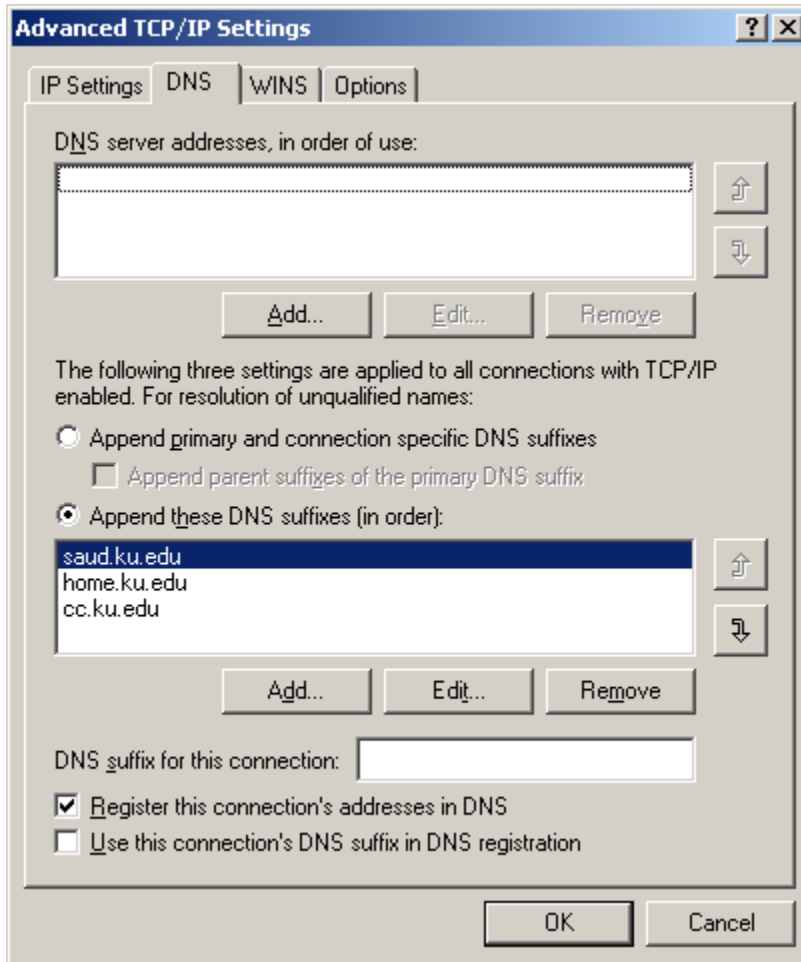 Advanced TCP/IP Settings
IP Settings DNS WINS Options
DNS server addresses, in order of use:
Add... Edit... Remove
The following three settings are applied to all connections with TCP/IP
enabled. For resolution of unqualified names:
Append primary and connection specific DNS suffixes
Append parent suffixes of the primary DNS suffix
Append these DNS suffixes (in order):
saud.ku.edu
home.ku.edu
cc.ku.edu
Add... Edit... Remove
DNS suffix for this connection:
Register this connection's addresses in DNS
Use this connection's DNS suffix in DNS registration
OK Cancel